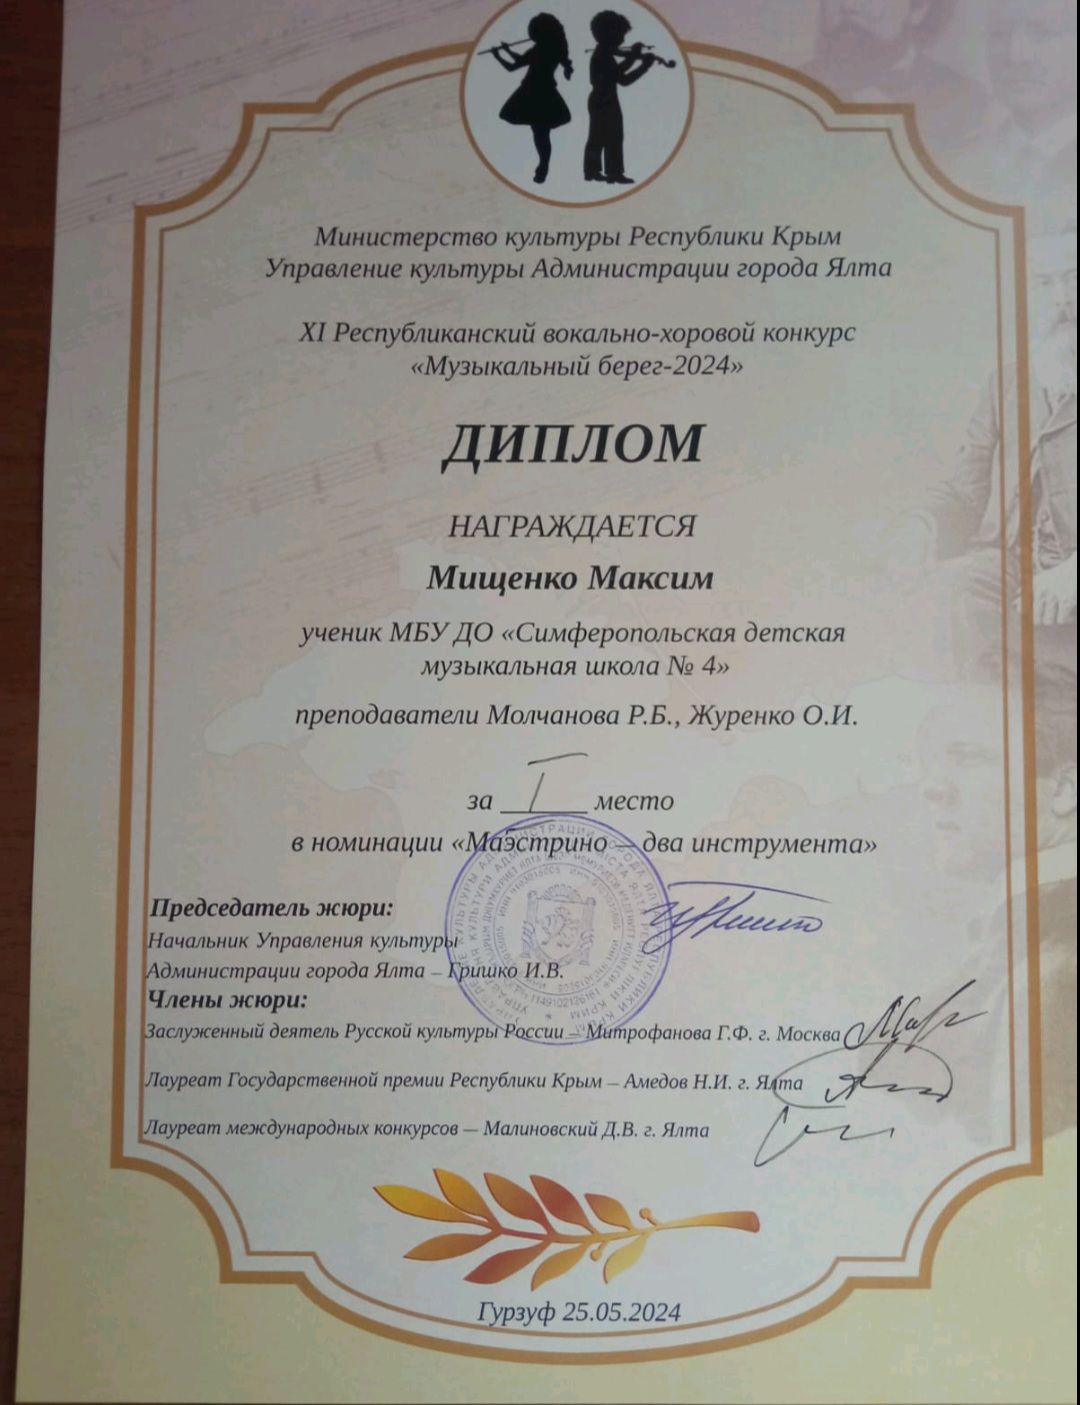 Министерство культуры Республики Крым
Управление культуры Администрации города Ялта
XI Республиканский вокально-хоровой конкурс
«Музыкальный берег-2024»
ДИПЛОМ
НАГРАЖДАЕТСЯ
Мищенко Максим
ученик МБУ ДО «Симферопольская детская
музыкальная школа № 4»
преподаватели Молчанова Р.Б., Журенко О.И.
за I место
в номинации «Маэстрино — два инструмента»
Председатель жюри:
Начальник Управления культуры
Администрации города Ялта – Гришко И.В.
Члены жюри:
Заслуженный деятель Русской культуры России – Митрофанова Г.Ф. г. Москва
Лауреат Государственной премии Республики Крым – Амедов Н.И. г. Ялта
Лауреат международных конкурсов — Малиновский Д.В. г. Ялта
Гурзуф 25.05.2024